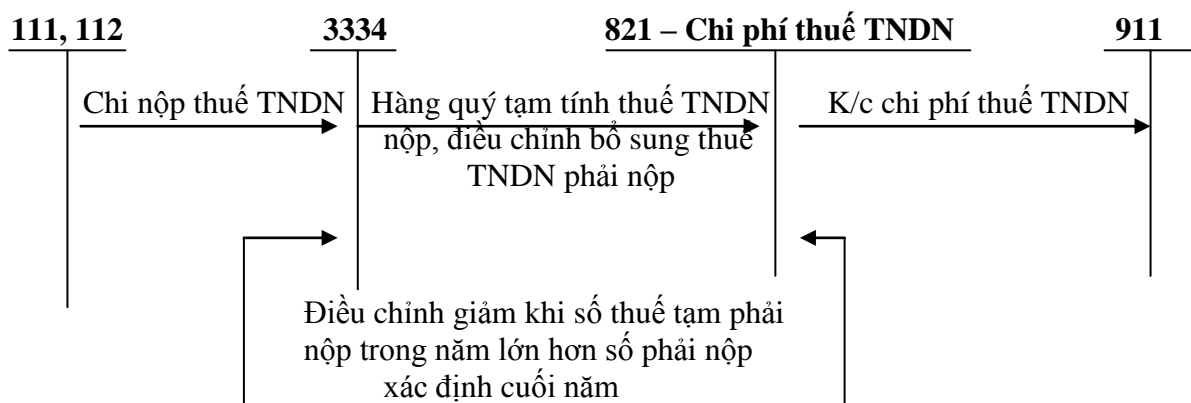 111, 112
3334
821 – Chi phí thuế TNDN
911
Chi nộp thuế TNDN
Hàng quý tạm tính thuế TNDN
nộp, điều chỉnh bổ sung thuế
TNDN phải nộp
K/c chi phí thuế TNDN
Điều chỉnh giảm khi số thuế tạm phải
nộp trong năm lớn hơn số phải nộp
xác định cuối năm